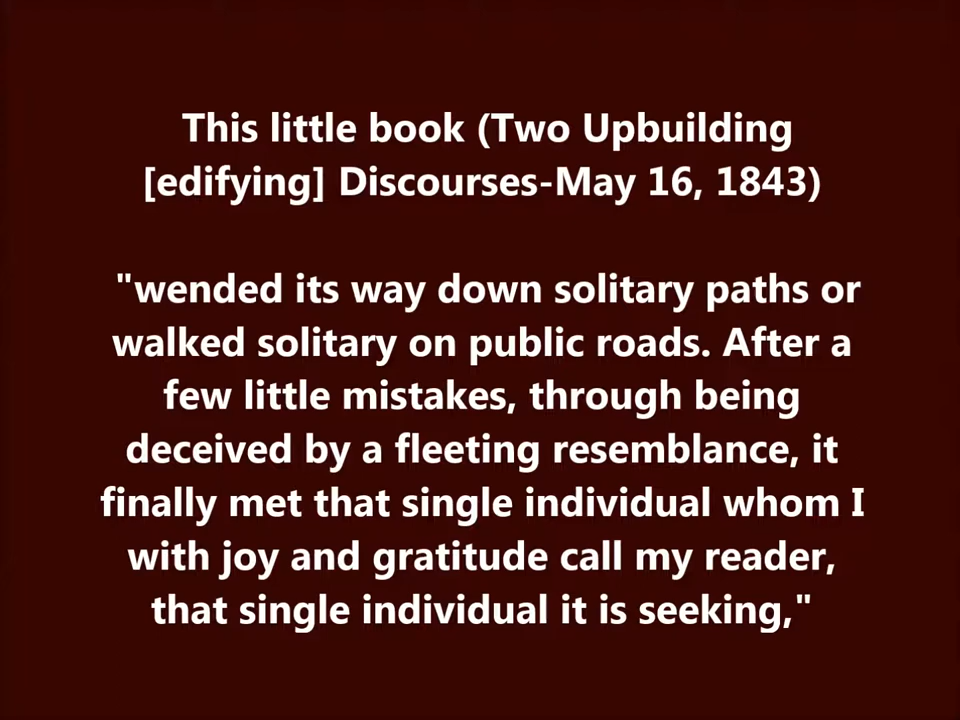 This little book (Two Upbuilding
[edifying] Discourses-May 16, 1843)
"wended its way down solitary paths or
walked solitary on public roads. After a
few little mistakes, through being
deceived by a fleeting resemblance, it
finally met that single individual whom I
with joy and gratitude call my reader,
that single individual it is seeking,"